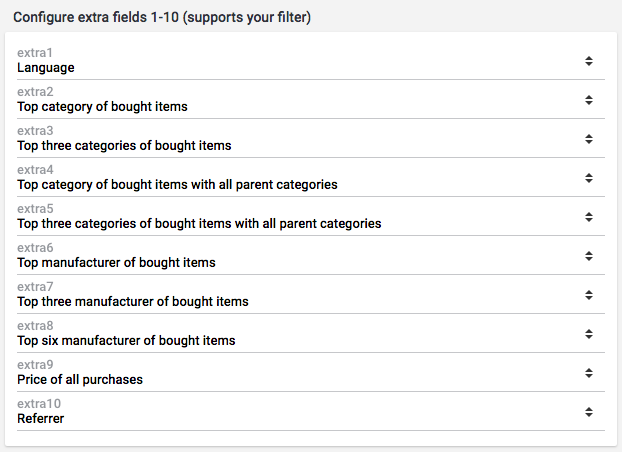 Configure extra fields 1-10 (supports your filter)
extra1
Language
extra2
Top category of bought items
extra3
Top three categories of bought items
extra4
Top category of bought items with all parent categories
extra5
Top three categories of bought items with all parent categories
extra6
Top manufacturer of bought items
extra7
Top three manufacturer of bought items
extra8
Top six manufacturer of bought items
extra9
Price of all purchases
extra10
Referrer